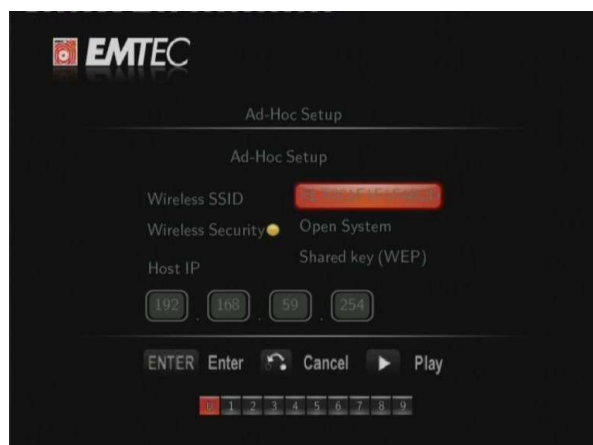 EMTEC
Ad-Hoc Setup
Ad-Hoc Setup
Wireless SSID
Wireless Security Open System
Shared key (WEP)
Host IP
192 . 168 . 59 . 254
ENTER Enter Cancel Play
0 1 2 3 4 5 6 7 8 9